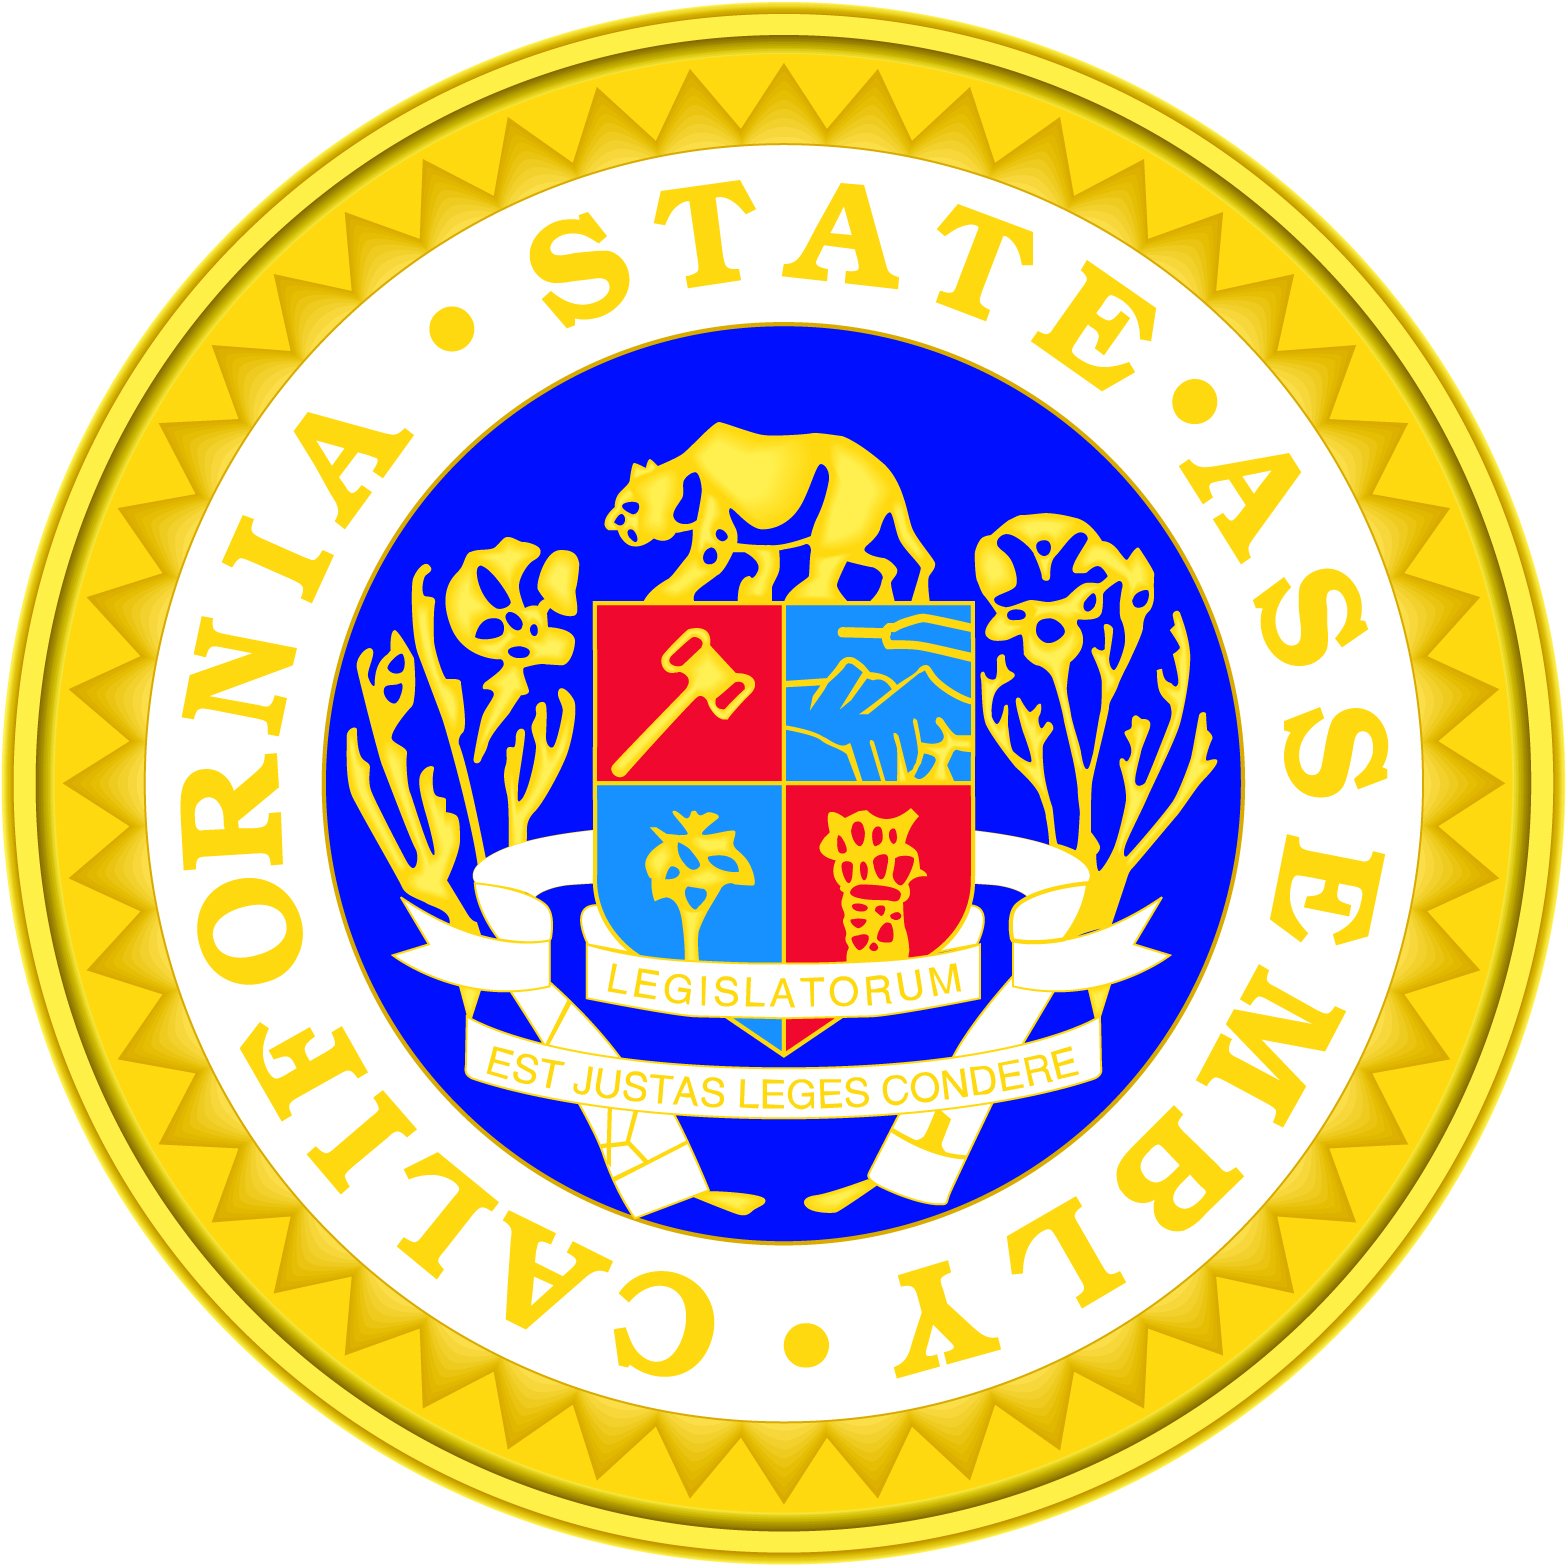 CALIFORNIA • STATE • ASSEMBLY •
LEGISLATORUM
EST JUSTAS LEGES CONDERE